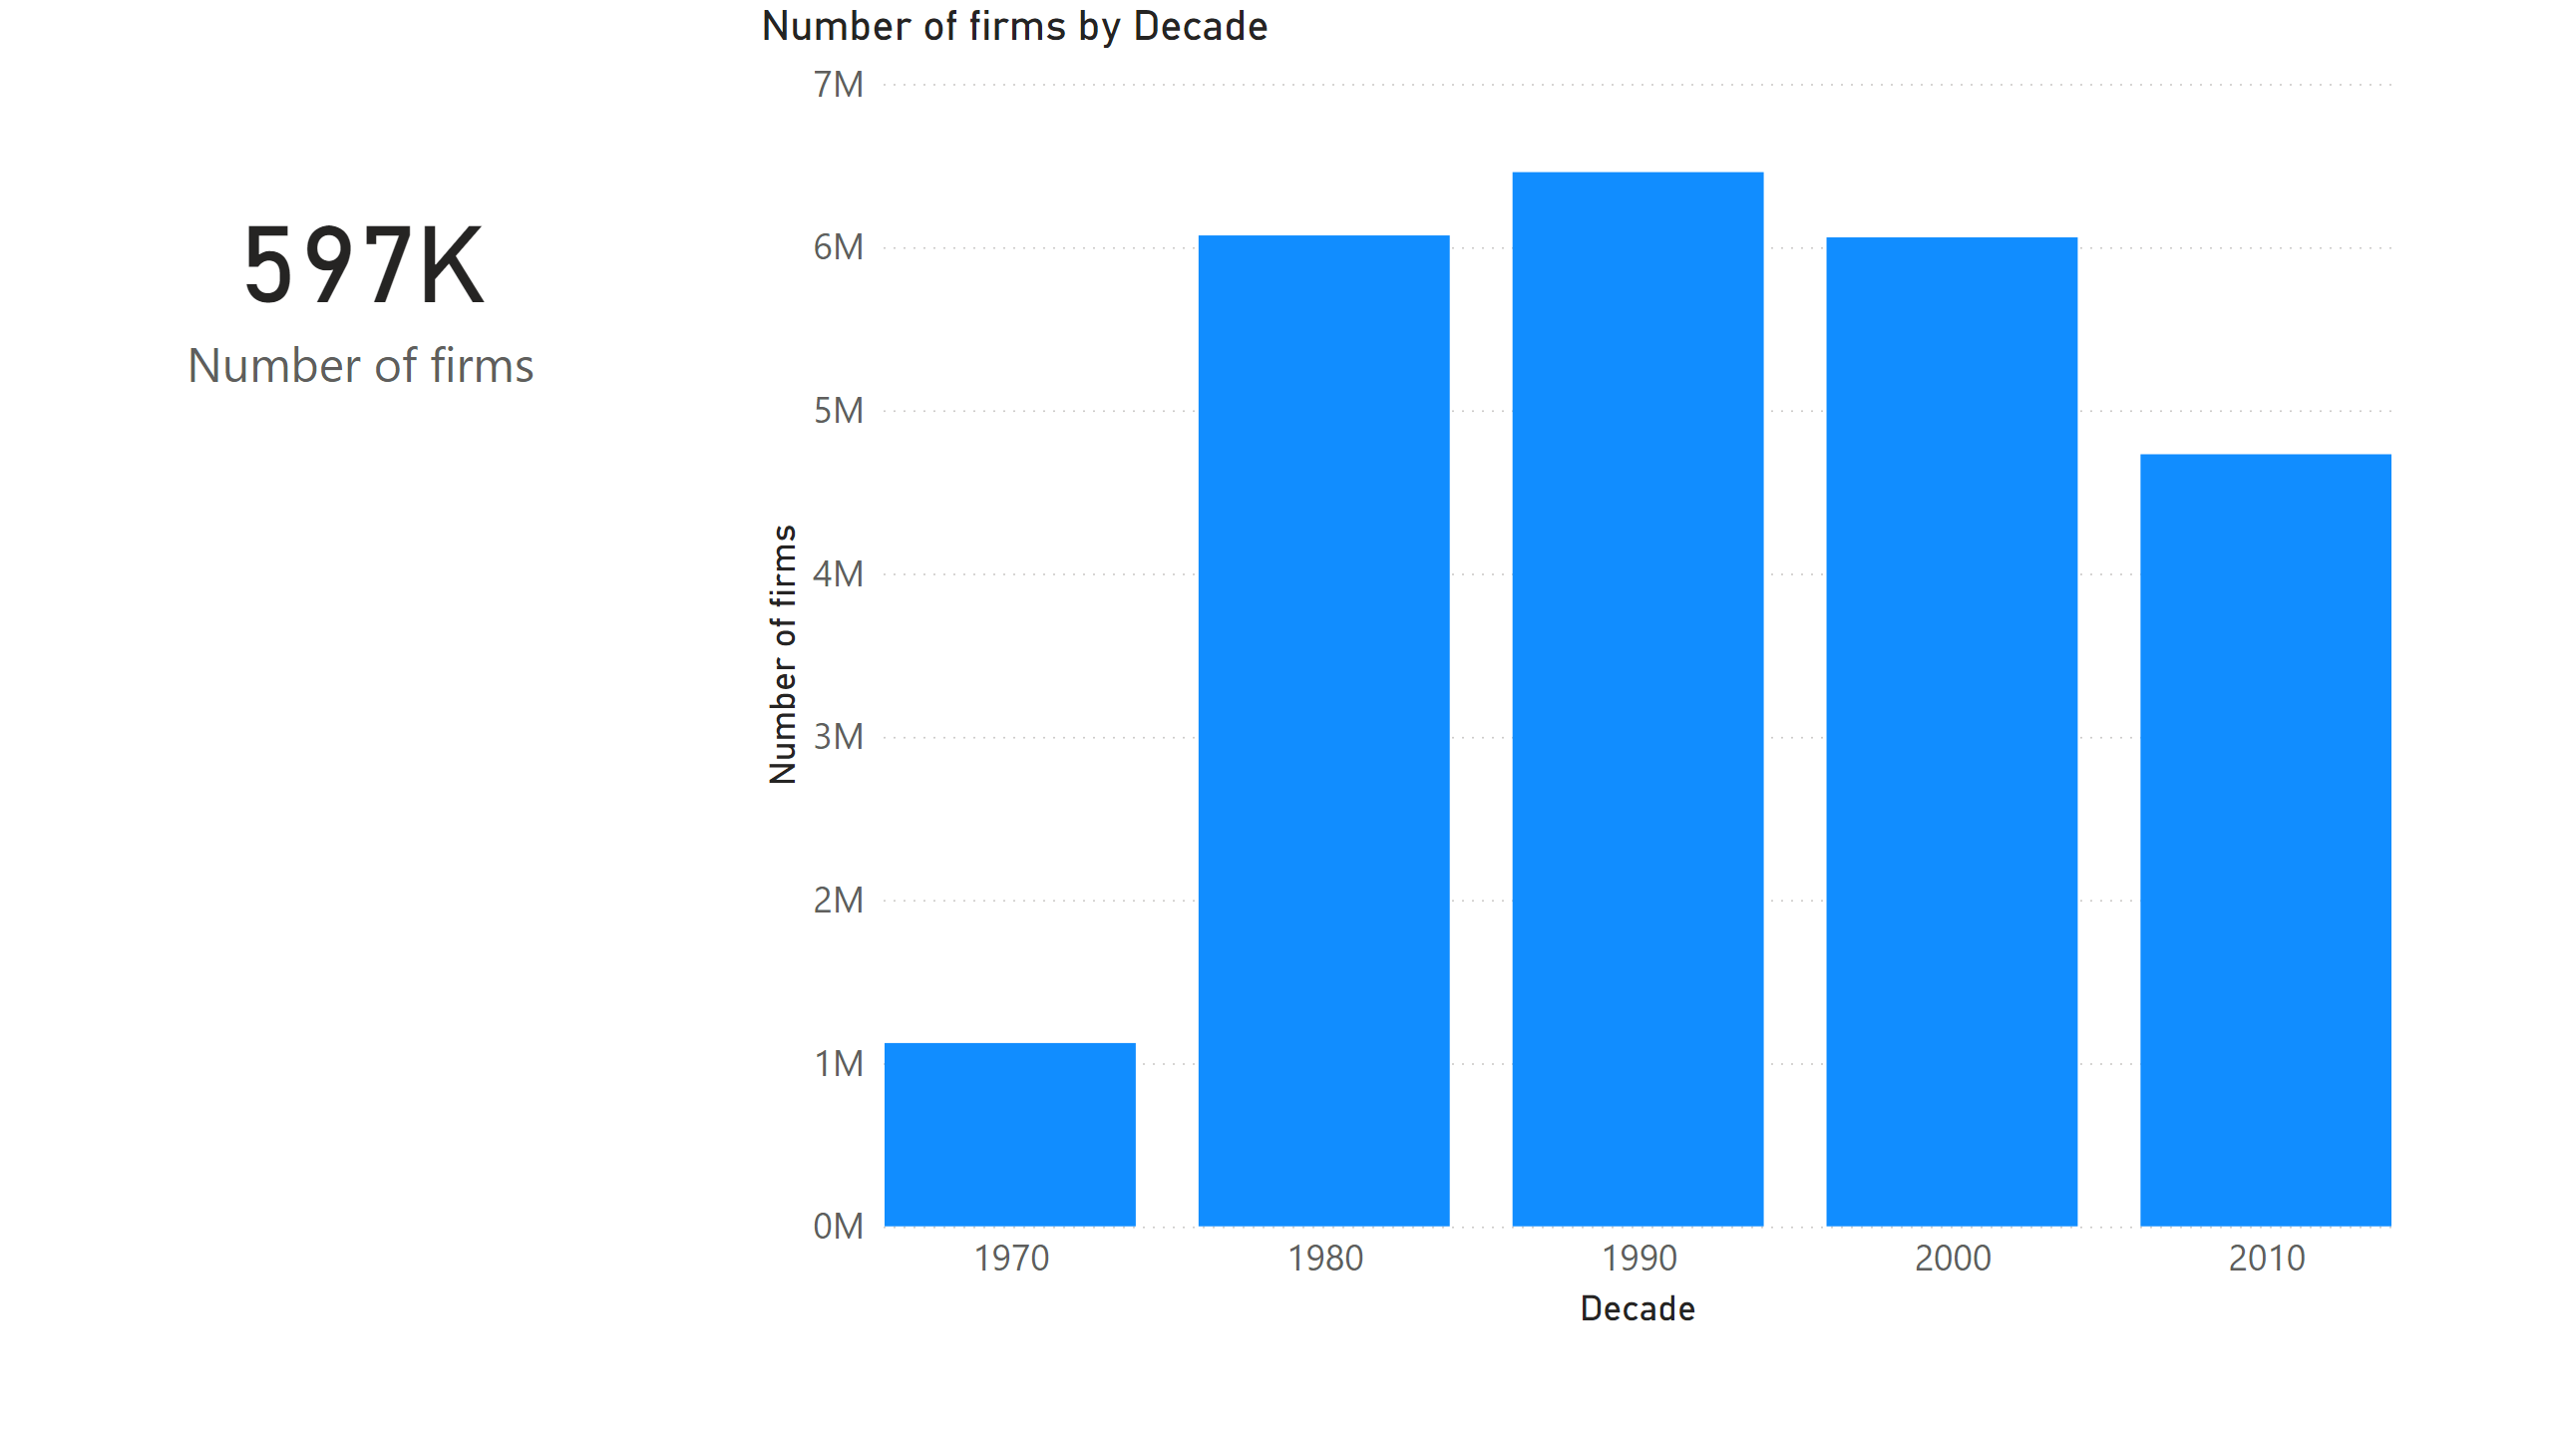 597K
Number of firms
Number of firms by Decade
Number of firms
7M
6M
5M
4M
3M
2M
1M
0M
1970 1980 1990 2000 2010
Decade